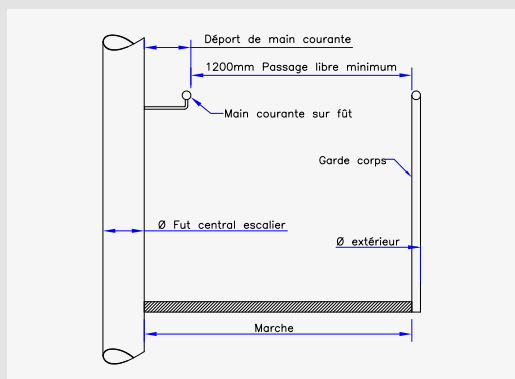 Déport de main courante
1200mm Passage libre minimum
Main courante sur fût
Garde corps
Ø Fut central escalier
Ø extérieur
Marche